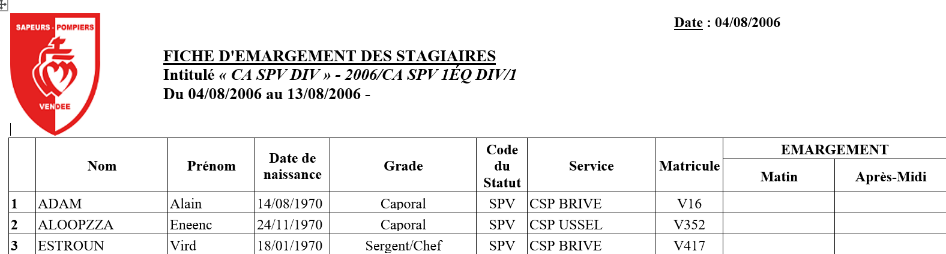 SAPEURS - POMPIERS
VENDEE
Date : 04/08/2006
FICHE D'EMARGEMENT DES STAGIAIRES
Intitulé « CA SPV DIV » - 2006/CA SPV 1ÉQ DIV/1
Du 04/08/2006 au 13/08/2006 -
Nom Prénom Date de naissance Grade Code du Statut Service Matricule EMARGEMENT
Matin Après-Midi
1 ADAM Alain 14/08/1970 Caporal SPV CSP BRIVE V16
2 ALOOPZZA Eneenc 24/11/1970 Caporal SPV CSP USSEL V352
3 ESTROUN Vird 18/01/1970 Sergent/Chef SPV CSP BRIVE V417